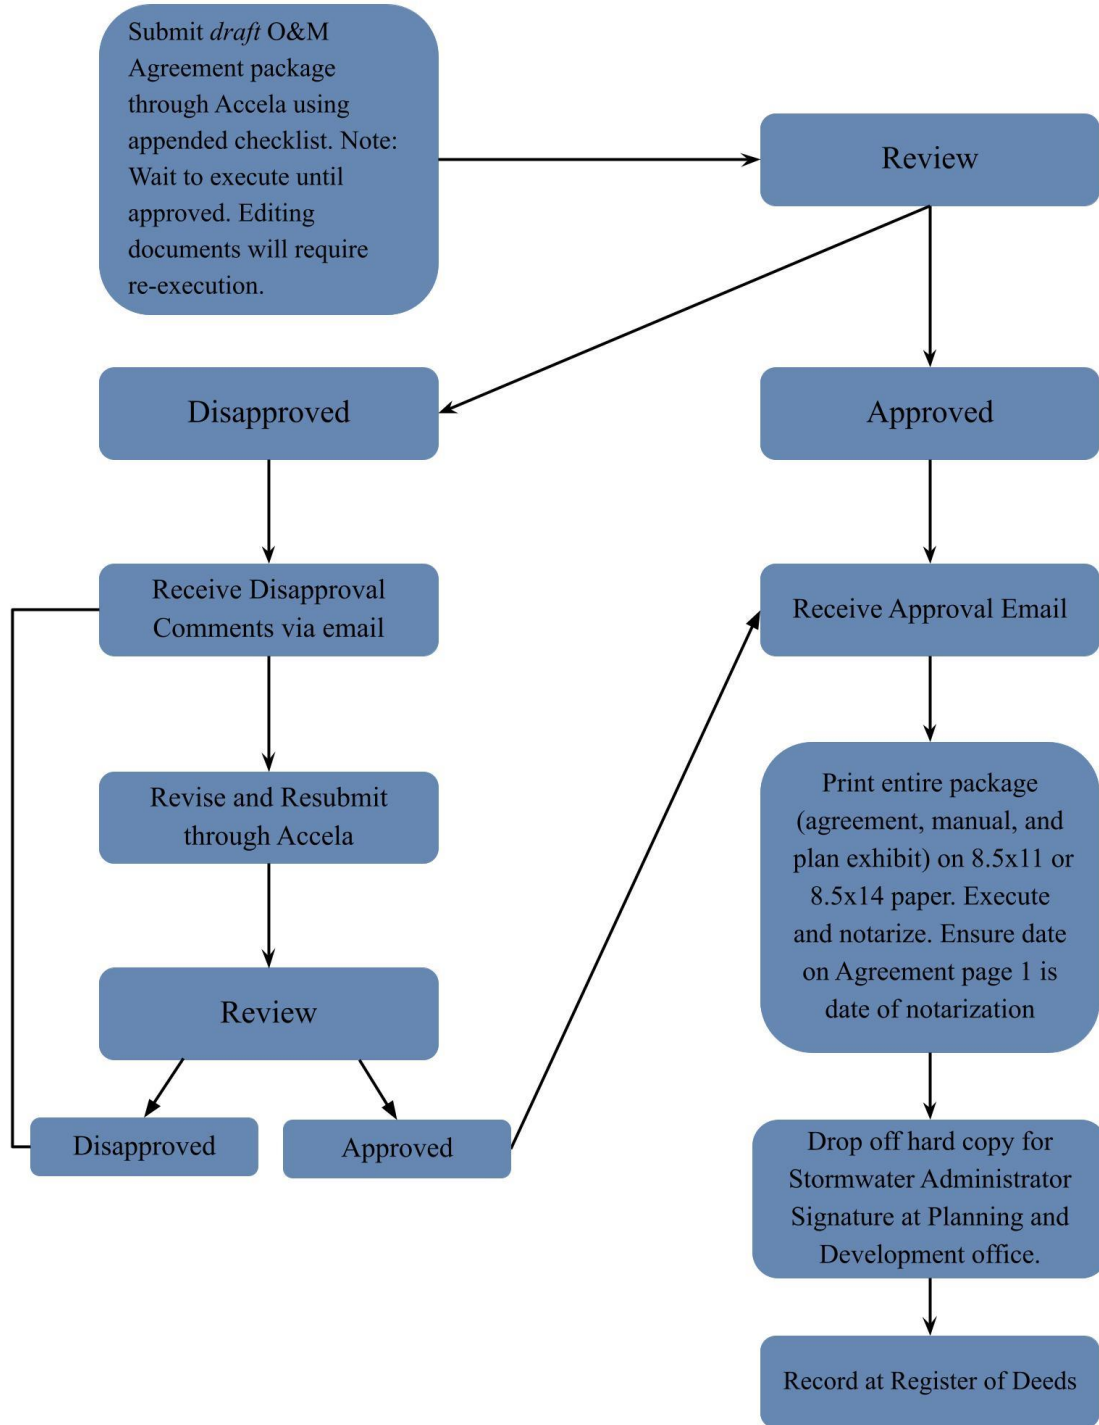 Submit draft O&M
Agreement package
through Accela using
appended checklist. Note:
Wait to execute until
approved. Editing
documents will require
re-execution.
Review
Disapproved
Approved
Receive Disapproval
Comments via email
Receive Approval Email
Revise and Resubmit
through Accela
Print entire package
(agreement, manual, and
plan exhibit) on 8.5x11 or
8.5x14 paper. Execute
and notarize. Ensure date
on Agreement page 1 is
date of notarization
Review
Disapproved
Approved
Drop off hard copy for
Stormwater Administrator
Signature at Planning and
Development office.
Record at Register of Deeds